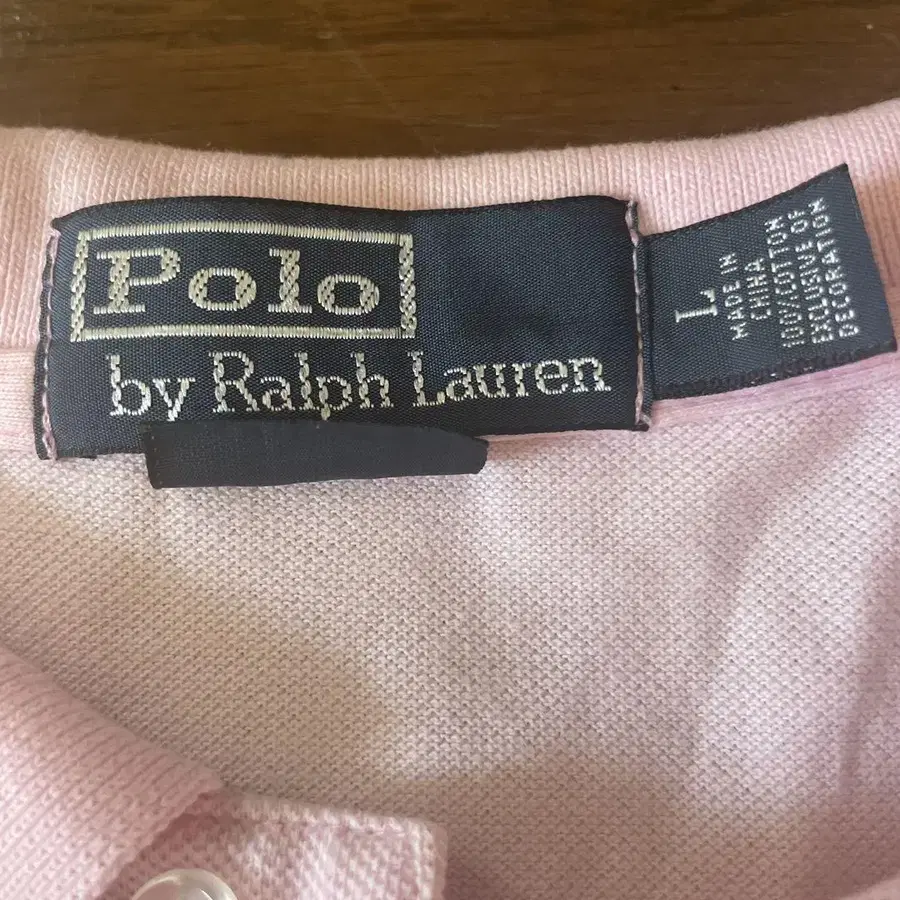 Polo
by Ralph Lauren
L
MADE IN
CHINA
100% COTTON
EXCLUSIVE OF
DECORATION